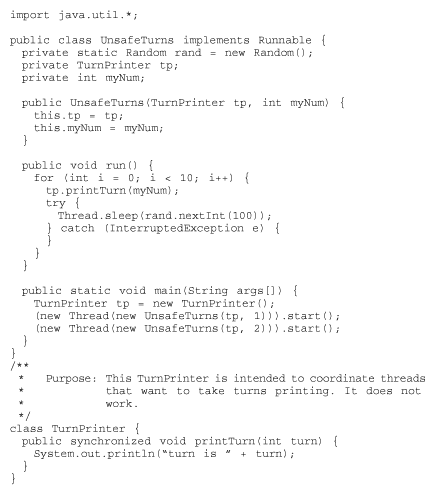 import java.util.*;

public class UnsafeTurns implements Runnable {
  private static Random rand = new Random();
  private TurnPrinter tp;
  private int myNum;

  public UnsafeTurns(TurnPrinter tp, int myNum) {
    this.tp = tp;
    this.myNum = myNum;
  }

  public void run() {
    for (int i = 0; i < 10; i++) {
      tp.printTurn(myNum);
      try {
        Thread.sleep(rand.nextInt(100));
      } catch (InterruptedException e) {
      }
    }
  }

  public static void main(String args[]) {
    TurnPrinter tp = new TurnPrinter();
    (new Thread(new UnsafeTurns(tp, 1))).start();
    (new Thread(new UnsafeTurns(tp, 2))).start();
  }
}
/**
 *   Purpose: This TurnPrinter is intended to coordinate threads
 *            that want to take turns printing. It does not
 *            work.
 */
class TurnPrinter {
  public synchronized void printTurn(int turn) {
    System.out.println("turn is " + turn);
  }
}